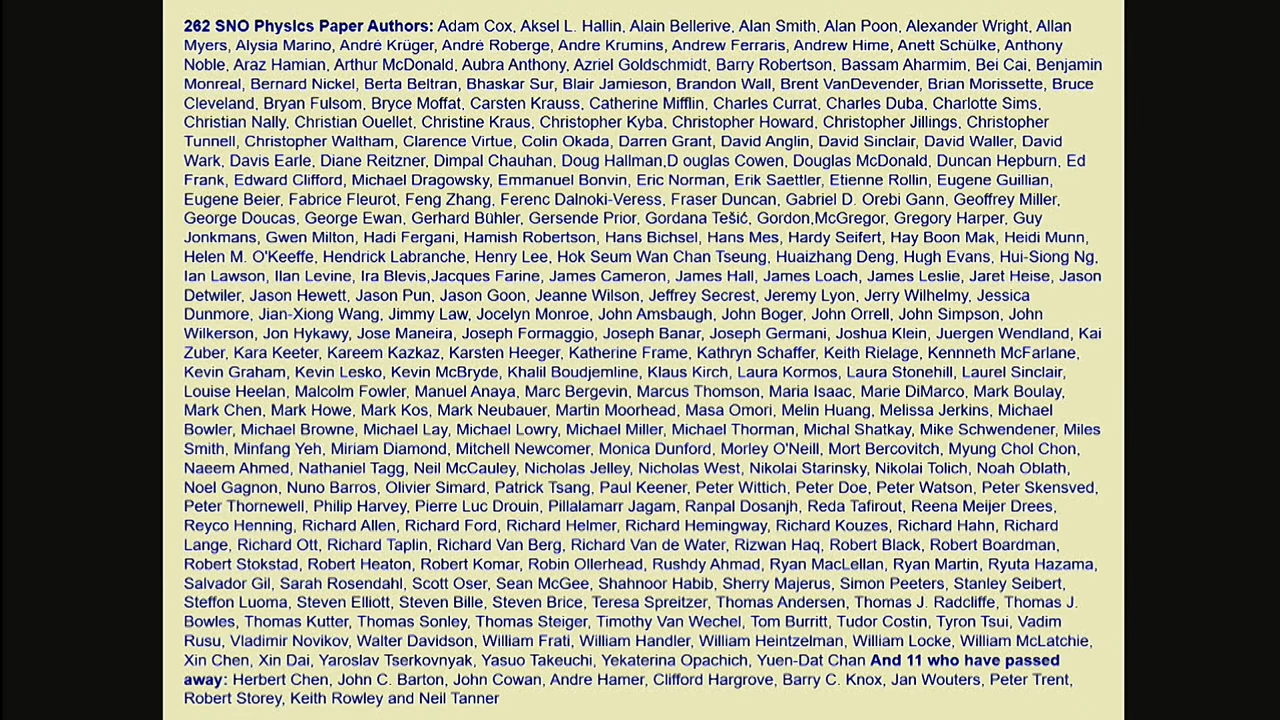 262 SNO Physics Paper Authors: Adam Cox, Aksel L. Hallin, Alain Bellerive, Alan Smith, Alan Poon, Alexander Wright, Allan
Myers, Alysia Marino, André Krüger, André Roberge, Andre Krumins, Andrew Ferraris, Andrew Hime, Anett Schülke, Anthony
Noble, Araz Hamian, Arthur McDonald, Aubra Anthony, Azriel Goldschmidt, Barry Robertson, Bassam Aharmim, Bei Cai, Benjamin
Monreal, Bernard Nickel, Berta Beltran, Bhaskar Sur, Blair Jamieson, Brandon Wall, Brent VanDevender, Brian Morissette, Bruce
Cleveland, Bryan Fulsom, Bryce Moffat, Carsten Krauss, Catherine Mifflin, Charles Currat, Charles Duba, Charlotte Sims,
Christian Nally, Christian Ouellet, Christine Kraus, Christopher Kyba, Christopher Howard, Christopher Jillings, Christopher
Tunnell, Christopher Waltham, Clarence Virtue, Colin Okada, Darren Grant, David Anglin, David Sinclair, David Waller, David
Wark, Davis Earle, Diane Reitzner, Dimpal Chauhan, Doug Hallman,D ouglas Cowen, Douglas McDonald, Duncan Hepburn, Ed
Frank, Edward Clifford, Michael Dragowsky, Emmanuel Bonvin, Eric Norman, Erik Saettler, Etienne Rollin, Eugene Guillian,
Eugene Beier, Fabrice Fleurot, Feng Zhang, Ferenc Dalnoki-Veress, Fraser Duncan, Gabriel D. Orebi Gann, Geoffrey Miller,
George Doucas, George Ewan, Gerhard Bühler, Gersende Prior, Gordana Tešić, Gordon,McGregor, Gregory Harper, Guy
Jonkmans, Gwen Milton, Hadi Fergani, Hamish Robertson, Hans Bichsel, Hans Mes, Hardy Seifert, Hay Boon Mak, Heidi Munn,
Helen M. O'Keeffe, Hendrick Labranche, Henry Lee, Hok Seum Wan Chan Tseung, Huaizhang Deng, Hugh Evans, Hui-Siong Ng,
Ian Lawson, Ilan Levine, Ira Blevis,Jacques Farine, James Cameron, James Hall, James Loach, James Leslie, Jaret Heise, Jason
Detwiler, Jason Hewett, Jason Pun, Jason Goon, Jeanne Wilson, Jeffrey Secrest, Jeremy Lyon, Jerry Wilhelmy, Jessica
Dunmore, Jian-Xiong Wang, Jimmy Law, Jocelyn Monroe, John Amsbaugh, John Boger, John Orrell, John Simpson, John
Wilkerson, Jon Hykawy, Jose Maneira, Joseph Formaggio, Joseph Banar, Joseph Germani, Joshua Klein, Juergen Wendland, Kai
Zuber, Kara Keeter, Kareem Kazkaz, Karsten Heeger, Katherine Frame, Kathryn Schaffer, Keith Rielage, Kennneth McFarlane,
Kevin Graham, Kevin Lesko, Kevin McBryde, Khalil Boudjemline, Klaus Kirch, Laura Kormos, Laura Stonehill, Laurel Sinclair,
Louise Heelan, Malcolm Fowler, Manuel Anaya, Marc Bergevin, Marcus Thomson, Maria Isaac, Marie DiMarco, Mark Boulay,
Mark Chen, Mark Howe, Mark Kos, Mark Neubauer, Martin Moorhead, Masa Omori, Melin Huang, Melissa Jerkins, Michael
Bowler, Michael Browne, Michael Lay, Michael Lowry, Michael Miller, Michael Thorman, Michal Shatkay, Mike Schwendener, Miles
Smith, Minfang Yeh, Miriam Diamond, Mitchell Newcomer, Monica Dunford, Morley O'Neill, Mort Bercovitch, Myung Chol Chon,
Naeem Ahmed, Nathaniel Tagg, Neil McCauley, Nicholas Jelley, Nicholas West, Nikolai Starinsky, Nikolai Tolich, Noah Oblath,
Noel Gagnon, Nuno Barros, Olivier Simard, Patrick Tsang, Paul Keener, Peter Wittich, Peter Doe, Peter Watson, Peter Skensved,
Peter Thornewell, Philip Harvey, Pierre Luc Drouin, Pillalamarr Jagam, Ranpal Dosanjh, Reda Tafirout, Reena Meijer Drees,
Reyco Henning, Richard Allen, Richard Ford, Richard Helmer, Richard Hemingway, Richard Kouzes, Richard Hahn, Richard
Lange, Richard Ott, Richard Taplin, Richard Van Berg, Richard Van de Water, Rizwan Haq, Robert Black, Robert Boardman,
Robert Stokstad, Robert Heaton, Robert Komar, Robin Ollerhead, Rushdy Ahmad, Ryan MacLellan, Ryan Martin, Ryuta Hazama,
Salvador Gil, Sarah Rosendahl, Scott Oser, Sean McGee, Shahnoor Habib, Sherry Majerus, Simon Peeters, Stanley Seibert,
Steffon Luoma, Steven Elliott, Steven Bille, Steven Brice, Teresa Spreitzer, Thomas Andersen, Thomas J. Radcliffe, Thomas J.
Bowles, Thomas Kutter, Thomas Sonley, Thomas Steiger, Timothy Van Wechel, Tom Burritt, Tudor Costin, Tyron Tsui, Vadim
Rusu, Vladimir Novikov, Walter Davidson, William Frati, William Handler, William Heintzelman, William Locke, William McLatchie,
Xin Chen, Xin Dai, Yaroslav Tserkovnyak, Yasuo Takeuchi, Yekaterina Opachich, Yuen-Dat Chan And 11 who have passed
away: Herbert Chen, John C. Barton, John Cowan, Andre Hamer, Clifford Hargrove, Barry C. Knox, Jan Wouters, Peter Trent,
Robert Storey, Keith Rowley and Neil Tanner